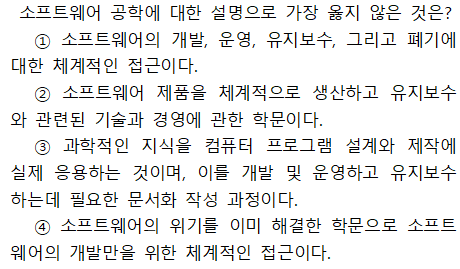 소프트웨어 공학에 대한 설명으로 가장 옳지 않은 것은?
① 소프트웨어의 개발, 운영, 유지보수, 그리고 폐기에
대한 체계적인 접근이다.
② 소프트웨어 제품을 체계적으로 생산하고 유지보수
와 관련된 기술과 경영에 관한 학문이다.
③ 과학적인 지식을 컴퓨터 프로그램 설계와 제작에
실제 응용하는 것이며, 이를 개발 및 운영하고 유지보수
하는데 필요한 문서화 작성 과정이다.
④ 소프트웨어의 위기를 이미 해결한 학문으로 소프트
웨어의 개발만을 위한 체계적인 접근이다.